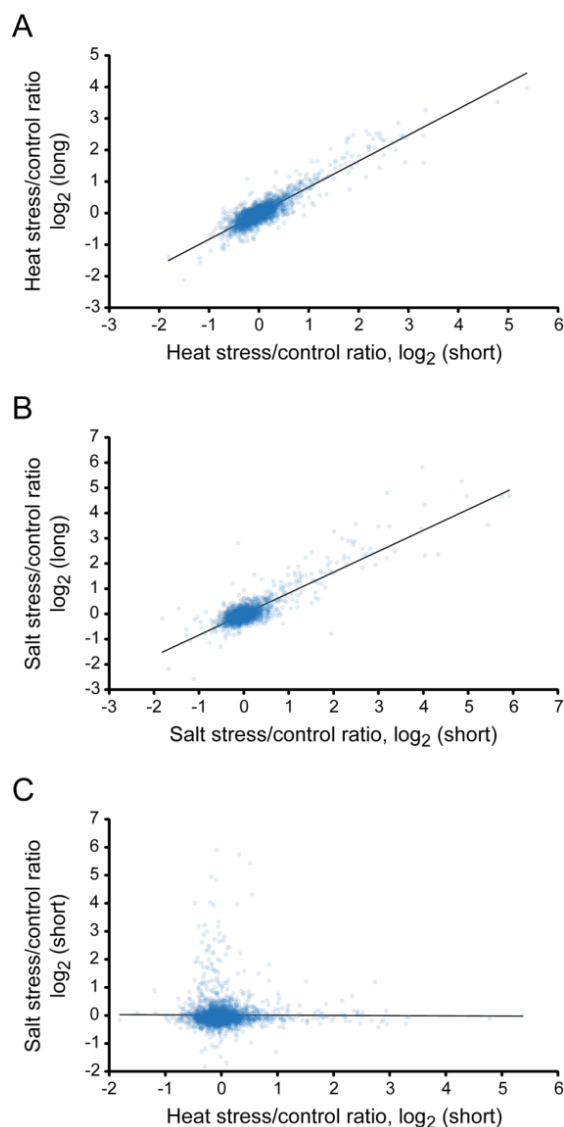 A
Heat stress/control ratio
log2 (long)
5
4
3
2
1
0
-1
-2
-3
-3 -2 -1 0 1 2 3 4 5 6
Heat stress/control ratio, log2 (short)
B
Salt stress/control ratio
log2 (long)
7
6
5
4
3
2
1
0
-1
-2
-3
-3 -2 -1 0 1 2 3 4 5 6 7
Salt stress/control ratio, log2 (short)
C
Salt stress/control ratio
log2 (short)
7
6
5
4
3
2
1
0
-1
-2
-2 -1 0 1 2 3 4 5 6
Heat stress/control ratio, log2 (short)